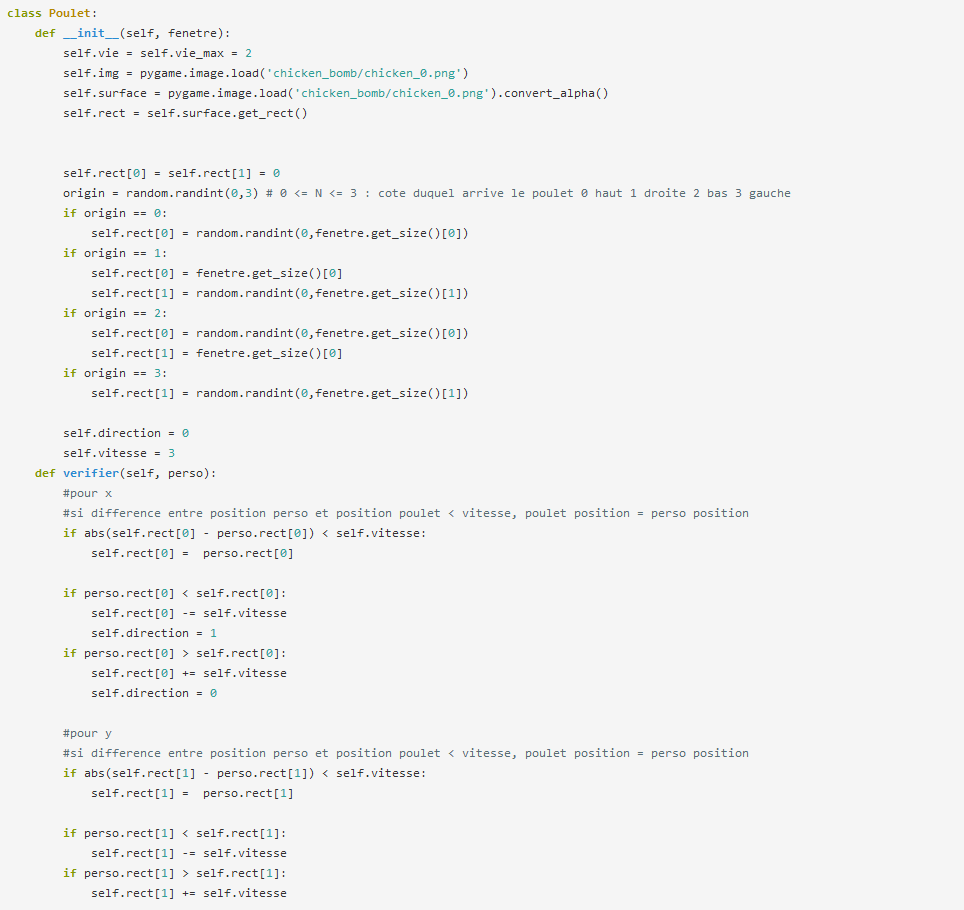 class Poulet:
    def __init__(self, fenetre):
        self.vie = self.vie_max = 2
        self.img = pygame.image.load('chicken_bomb/chicken_0.png')
        self.surface = pygame.image.load('chicken_bomb/chicken_0.png').convert_alpha()
        self.rect = self.surface.get_rect()
        self.rect[0] = self.rect[1] = 0
        origin = random.randint(0,3) # 0 <= N <= 3 : cote duquel arrive le poulet 0 haut 1 droite 2 bas 3 gauche
        if origin == 0:
            self.rect[0] = random.randint(0,fenetre.get_size()[0])
        if origin == 1:
            self.rect[0] = fenetre.get_size()[0]
            self.rect[1] = random.randint(0,fenetre.get_size()[1])
        if origin == 2:
            self.rect[0] = random.randint(0,fenetre.get_size()[0])
            self.rect[1] = fenetre.get_size()[0]
        if origin == 3:
            self.rect[1] = random.randint(0,fenetre.get_size()[1])
        self.direction = 0
        self.vitesse = 3
    def verifier(self, perso):
        #pour x
        #si difference entre position perso et position poulet < vitesse, poulet position = perso position
        if abs(self.rect[0] - perso.rect[0]) < self.vitesse:
            self.rect[0] =  perso.rect[0]
        if perso.rect[0] < self.rect[0]:
            self.rect[0] -= self.vitesse
            self.direction = 1
        if perso.rect[0] > self.rect[0]:
            self.rect[0] += self.vitesse
            self.direction = 0
        #pour y
        #si difference entre position perso et position poulet < vitesse, poulet position = perso position
        if abs(self.rect[1] - perso.rect[1]) < self.vitesse:
            self.rect[1] =  perso.rect[1]
        if perso.rect[1] < self.rect[1]:
            self.rect[1] -= self.vitesse
        if perso.rect[1] > self.rect[1]:
            self.rect[1] += self.vitesse